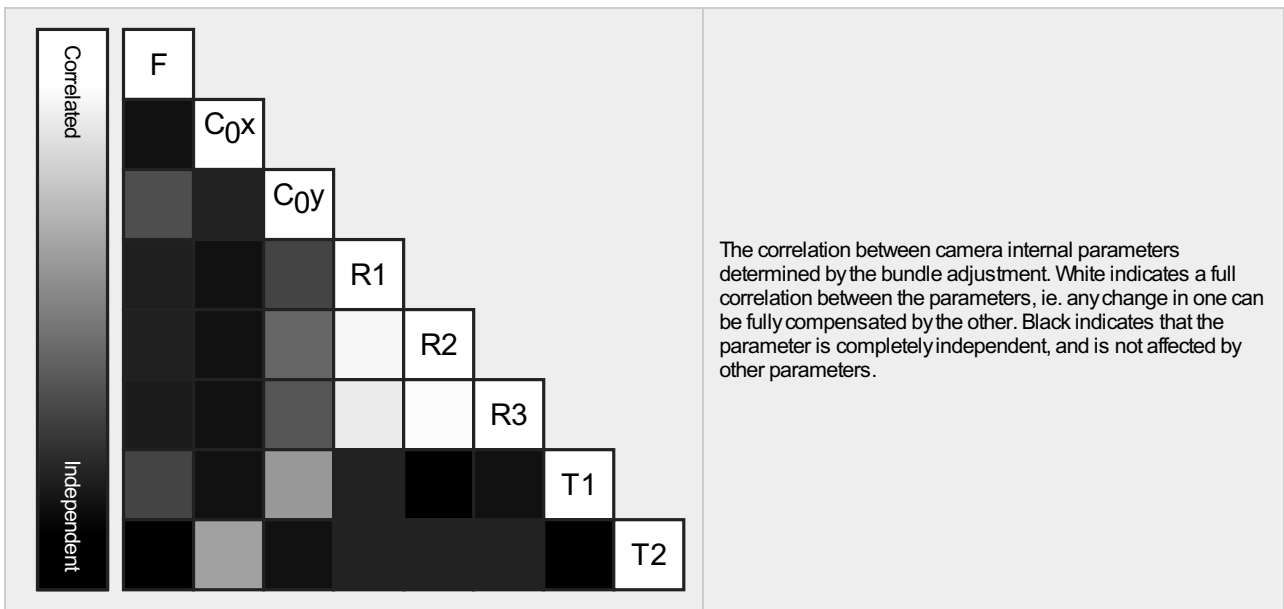 Correlated
Independent
F
C0x
C0y
R1
R2
R3
T1
T2
The correlation between camera internal parameters
determined by the bundle adjustment. White indicates a full
correlation between the parameters, ie. any change in one can
be fully compensated by the other. Black indicates that the
parameter is completely independent, and is not affected by
other parameters.